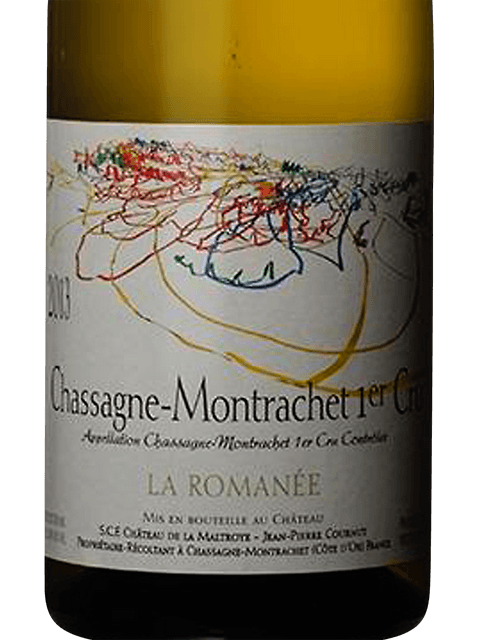 2013
Chassagne-Montrachet 1er Cru
Appellation Chassagne-Montrachet 1er Cru Contrôlée
LA ROMANÉE
MIS EN BOUTEILLE AU CHÂTEAU
S.C.E CHÂTEAU DE LA MALTROYE - JEAN-PIERRE COURNUT
PROPRIÉTAIRE-RÉCOLTANT À CHASSAGNE-MONTRACHET (CÔTE D'OR) FRANCE